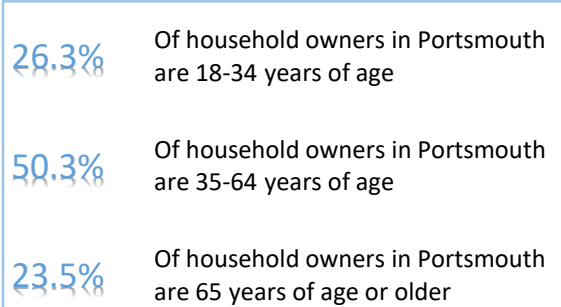 26.3%
Of household owners in Portsmouth
are 18-34 years of age
50.3%
Of household owners in Portsmouth
are 35-64 years of age
23.5%
Of household owners in Portsmouth
are 65 years of age or older